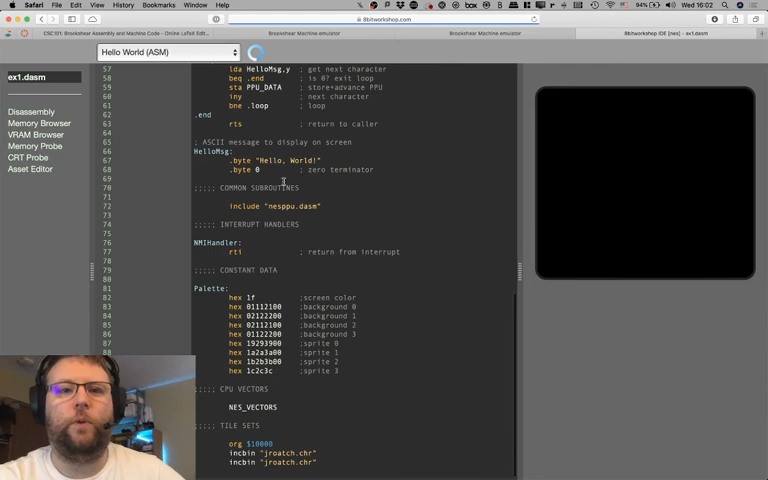 Safari File Edit View History Bookmarks Window Help
box
94% Wed 16:02
8bitworkshop.com
CSC101: Brookshear Assembly and Machine Code - Online LaTeX Edit...
Brookshear Machine emulator
Brookshear Machine emulator
8bitworkshop IDE [nes] - ex1.dasm
Hello World (ASM)
ex1.dasm
Disassembly
Memory Browser
VRAM Browser
Memory Probe
CRT Probe
Asset Editor
57 lda HelloMsg,y ; get next character
58 beq .end ; is 0? exit loop
59 sta PPU_DATA ; store+advance PPU
60 iny ; next character
61 bne .loop ; loop
62 .end
63 rts ; return to caller
64
65 ; ASCII message to display on screen
66 HelloMsg:
67 .byte "Hello, World!"
68 .byte 0 ; zero terminator
69
70 ;;;;; COMMON SUBROUTINES
71
72 include "nesppu.dasm"
73
74 ;;;;; INTERRUPT HANDLERS
75
76 NMIHandler:
77 rti ; return from interrupt
78
79 ;;;;; CONSTANT DATA
80
81 Palette:
82 hex 1f ;screen color
83 hex 01112100 ;background 0
84 hex 02122200 ;background 1
85 hex 02112100 ;background 2
86 hex 01122200 ;background 3
87 hex 19293900 ;sprite 0
88 hex 1a2a3a00 ;sprite 1
hex 1b2b3b00 ;sprite 2
hex 1c2c3c ;sprite 3
;;;;; CPU VECTORS
NES_VECTORS
;;;;; TILE SETS
org $10000
incbin "jroatch.chr"
incbin "jroatch.chr"